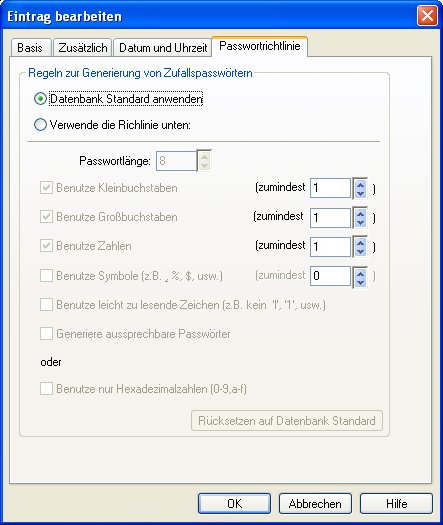 Eintrag bearbeiten
Basis Zusätzlich Datum und Uhrzeit Passwortrichtlinie
Regeln zur Generierung von Zufallspasswörtern
Datenbank Standard anwenden
Verwende die Richlinie unten:
Passwortlänge: 8
Benutze Kleinbuchstaben (zumindest 1 )
Benutze Großbuchstaben (zumindest 1 )
Benutze Zahlen (zumindest 1 )
Benutze Symbole (z.B. ., %, $, usw.) (zumindest 0 )
Benutze leicht zu lesende Zeichen (z.B. kein 'l', '1', usw.)
Generiere aussprechbare Passwörter
oder
Benutze nur Hexadezimalzahlen (0-9,a-f)
Rücksetzen auf Datenbank Standard
OK Abbrechen Hilfe